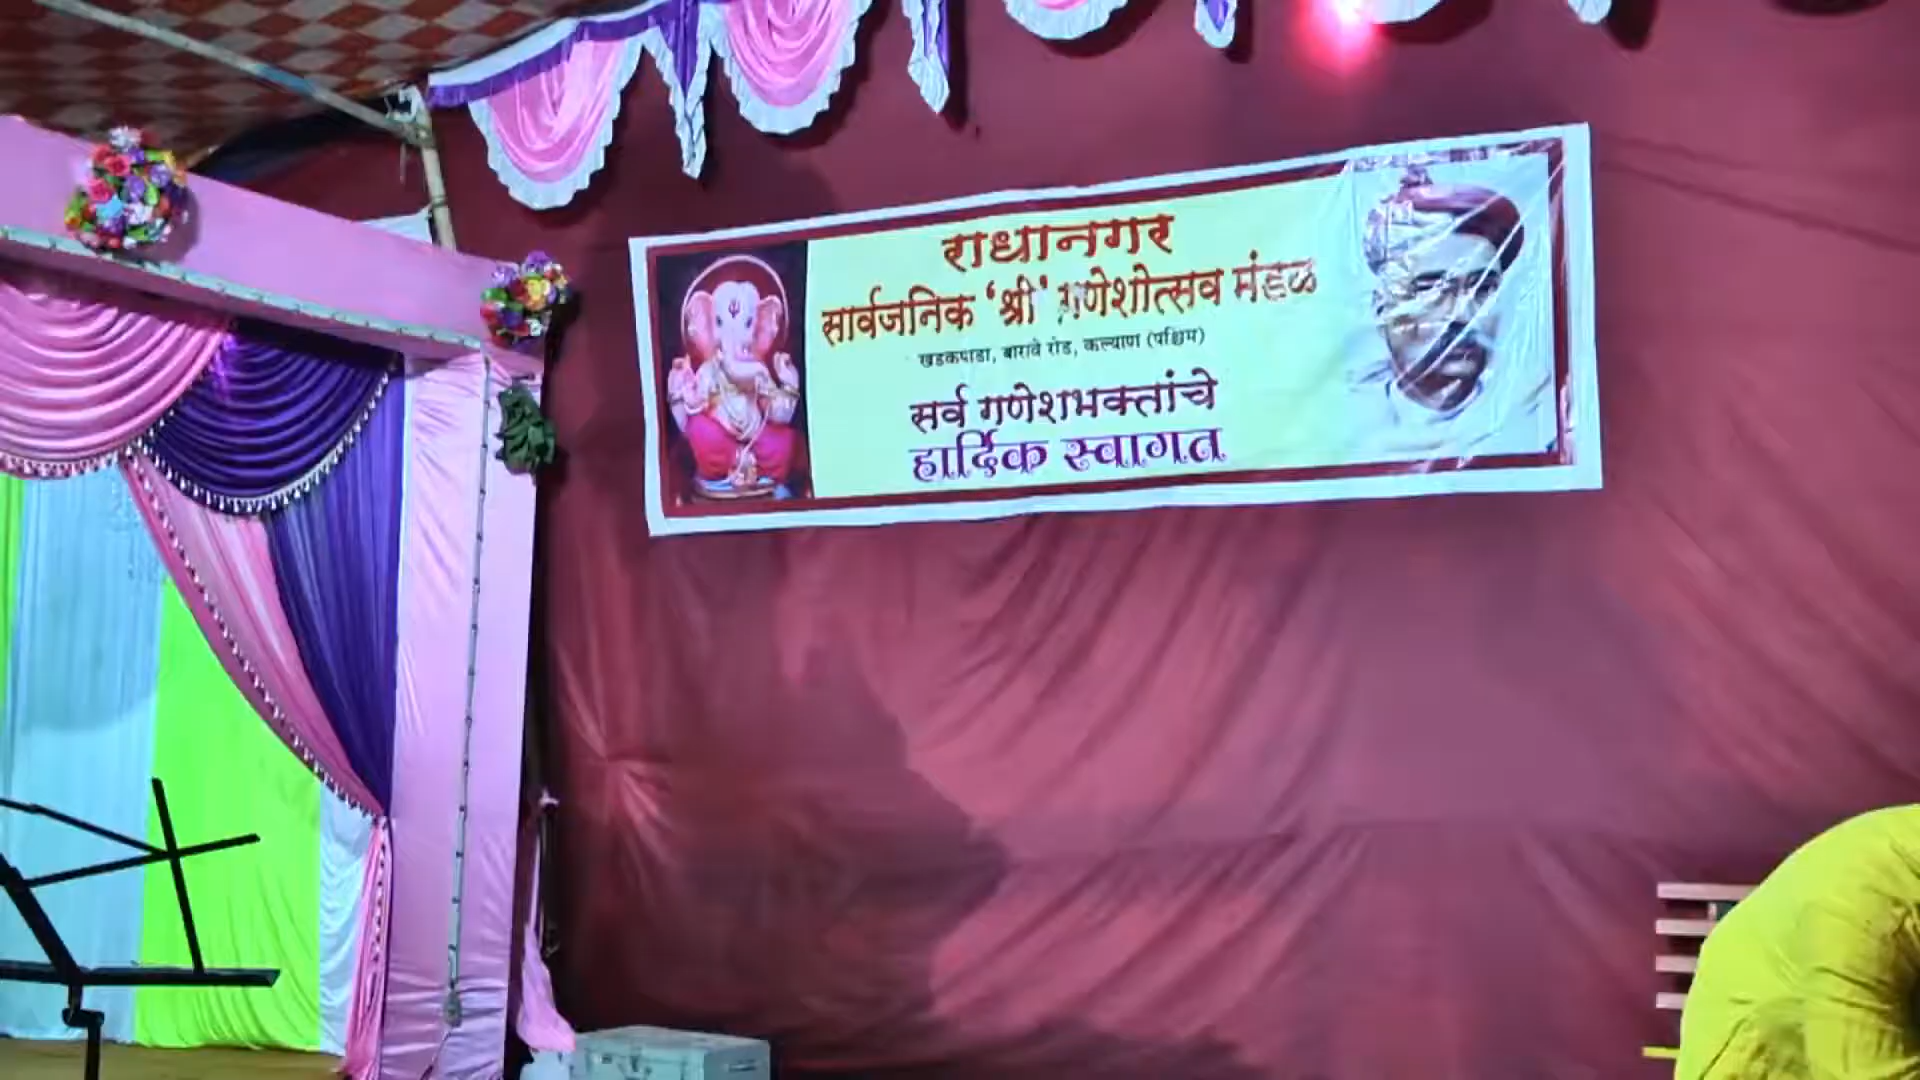 राधानगर
सार्वजनिक ‘श्री’ गणेशोत्सव मंडळ
खडकपाडा, बारावे रोड, कल्याण (पश्चिम)
सर्व गणेशभक्तांचे
हार्दिक स्वागत